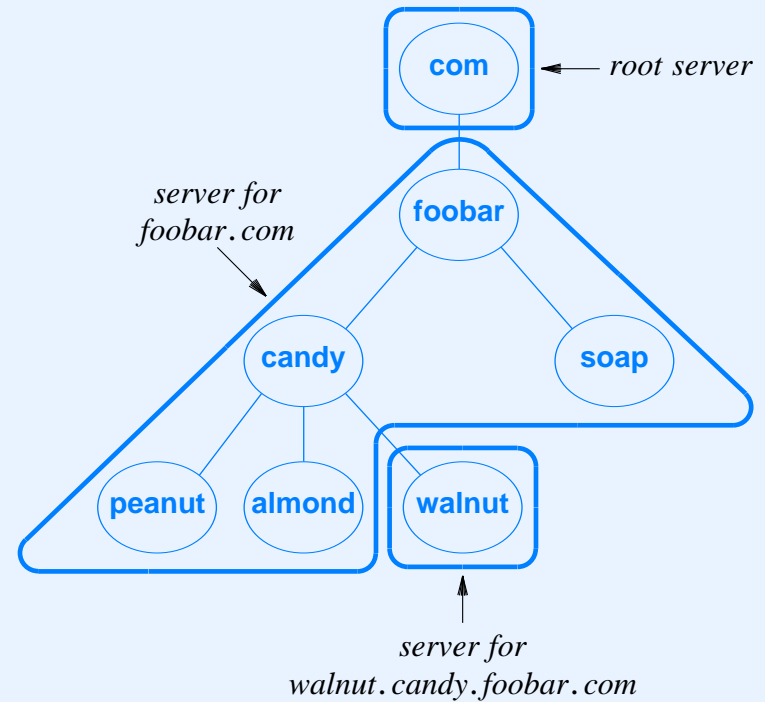 com
root server
server for
foobar.com
foobar
candy
soap
peanut
almond
walnut
server for
walnut.candy.foobar.com